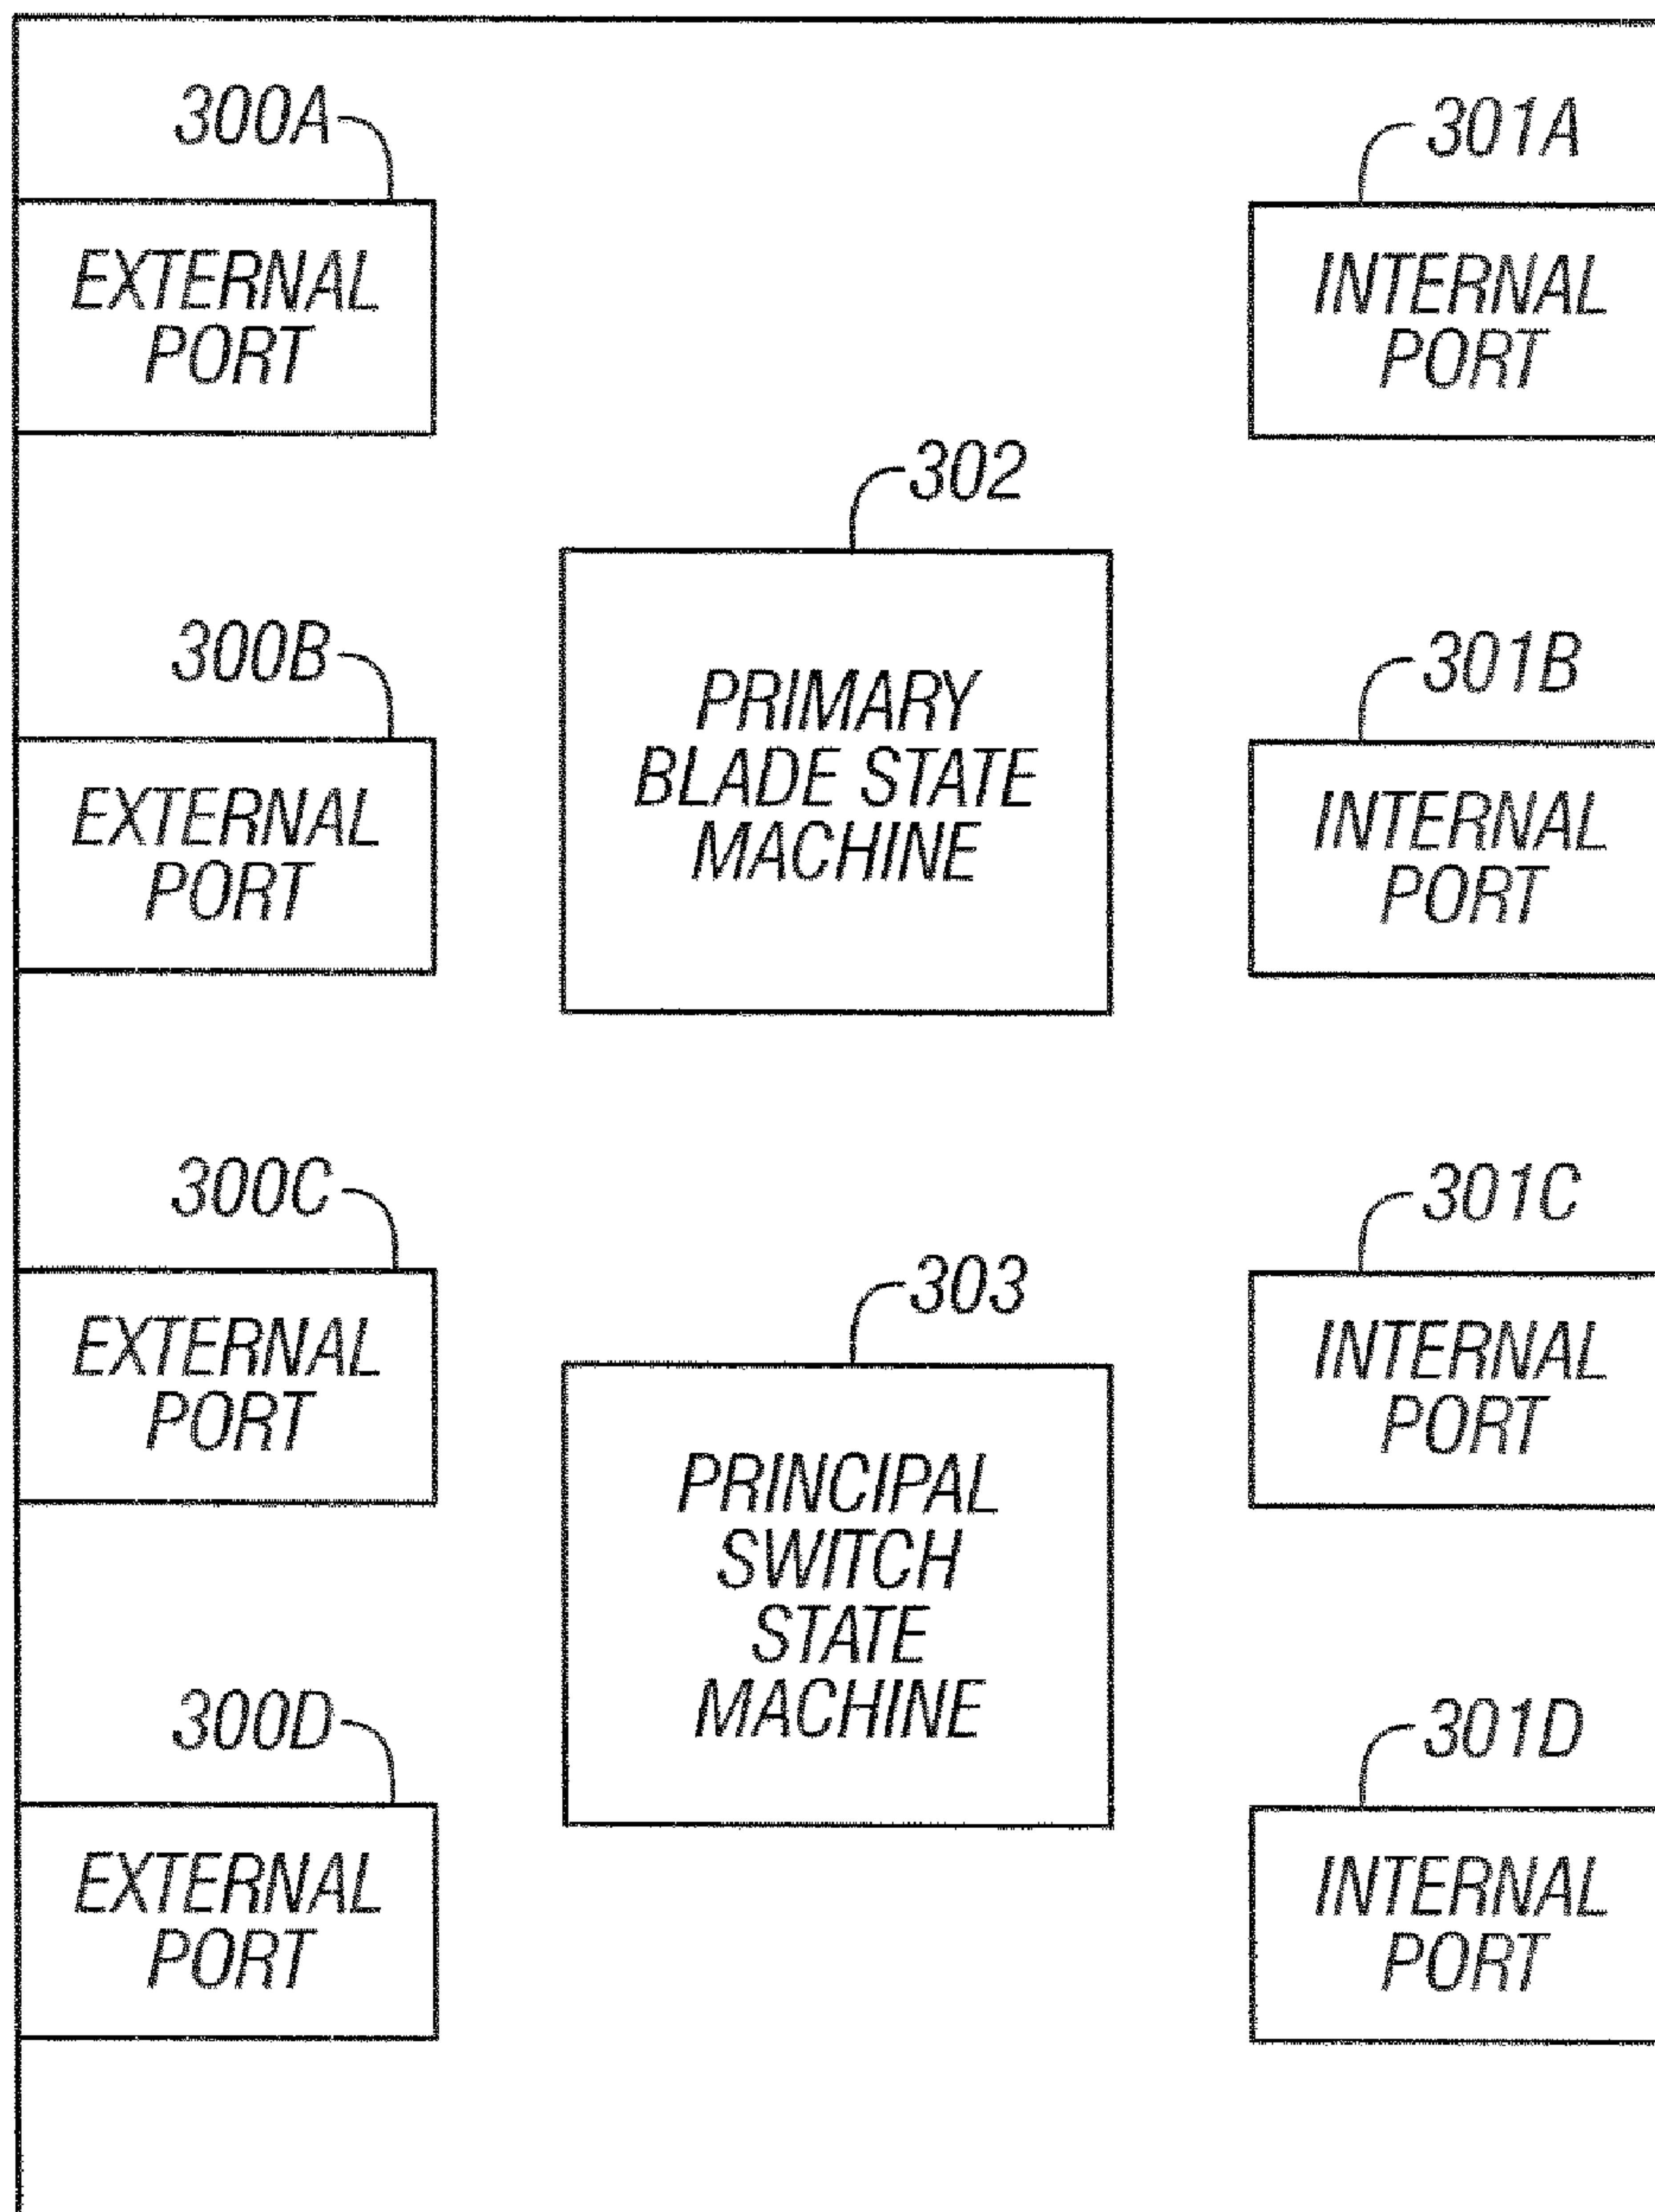 300A
EXTERNAL
PORT
301A
INTERNAL
PORT
302
PRIMARY
BLADE STATE
MACHINE
300B
EXTERNAL
PORT
301B
INTERNAL
PORT
300C
EXTERNAL
PORT
303
PRINCIPAL
SWITCH
STATE
MACHINE
301C
INTERNAL
PORT
300D
EXTERNAL
PORT
301D
INTERNAL
PORT